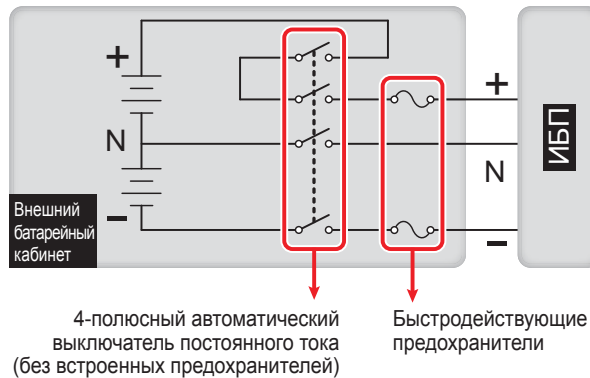 +
+
N
N
ИБП
–
–
Внешний
батарейный
кабинет
4-полюсный автоматический
выключатель постоянного тока
(без встроенных предохранителей)
Быстродействующие
предохранители